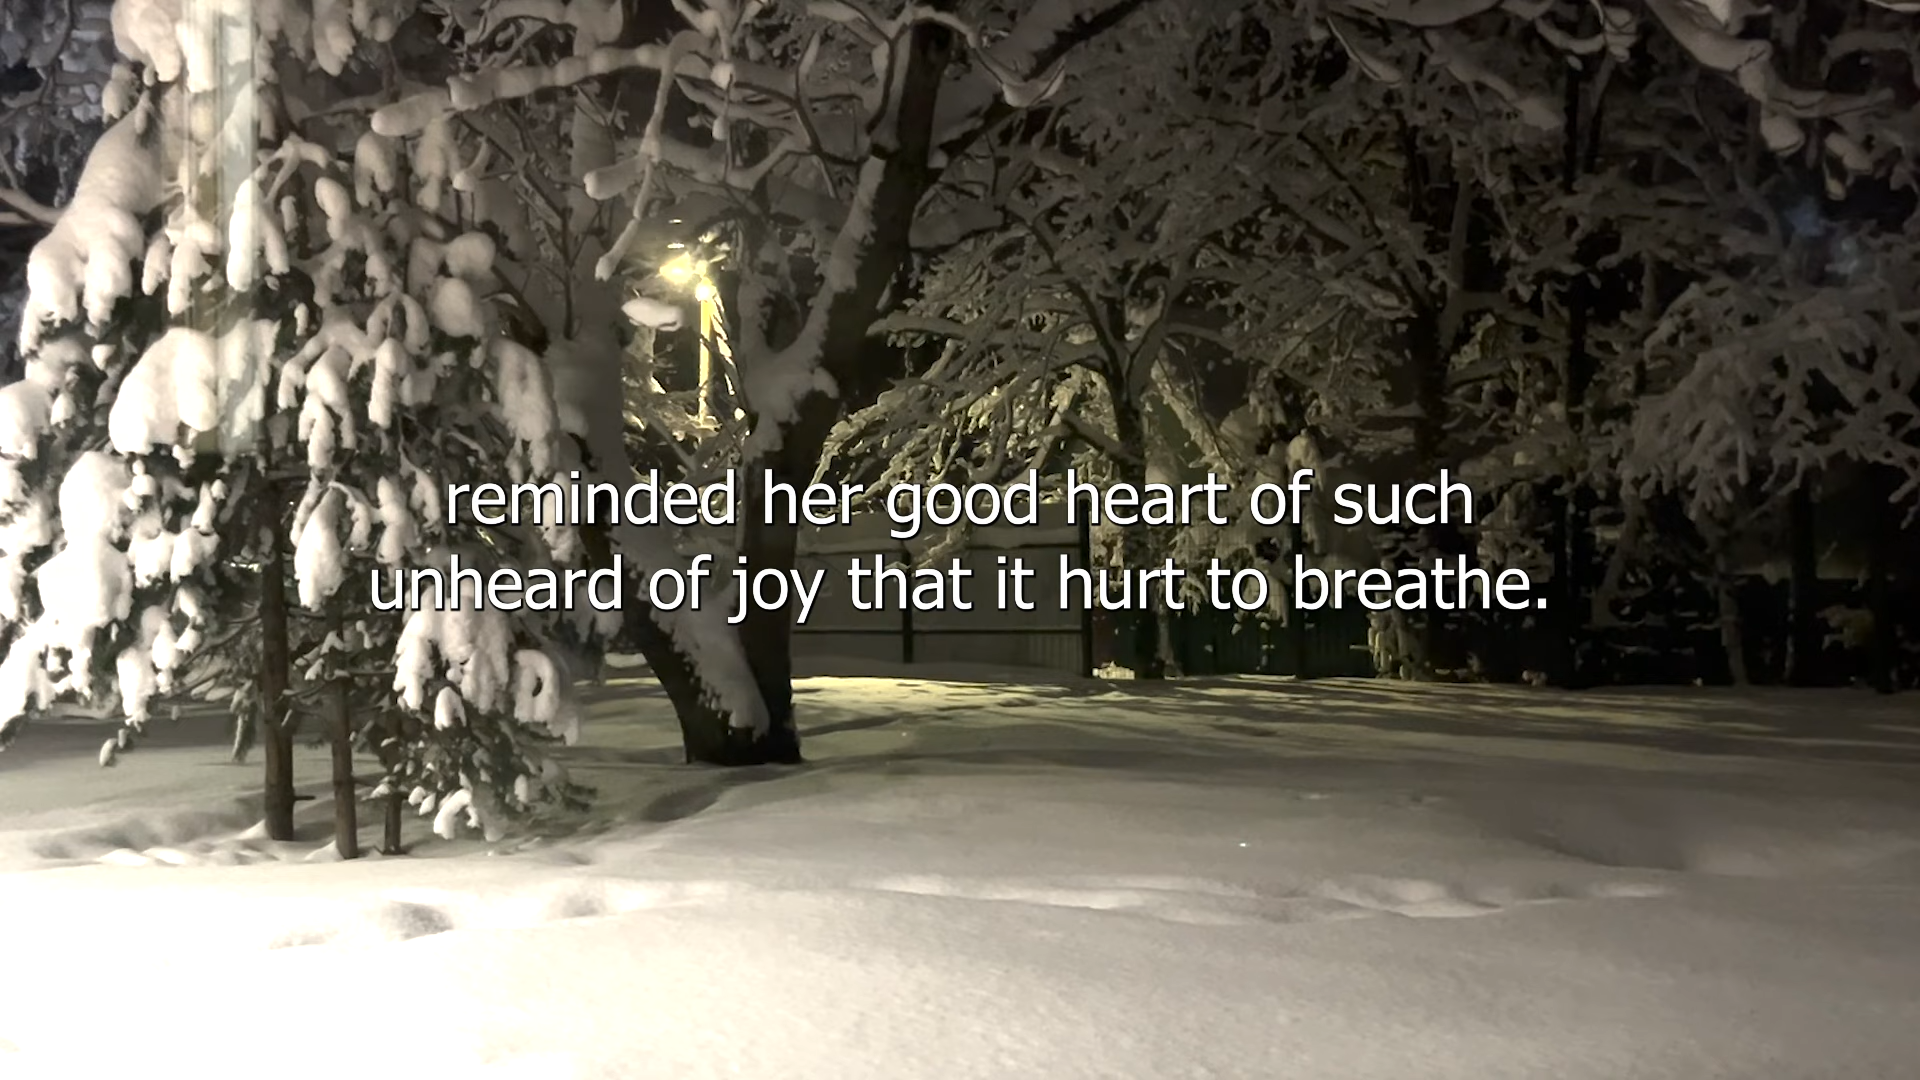 reminded her good heart of such
unheard of joy that it hurt to breathe.